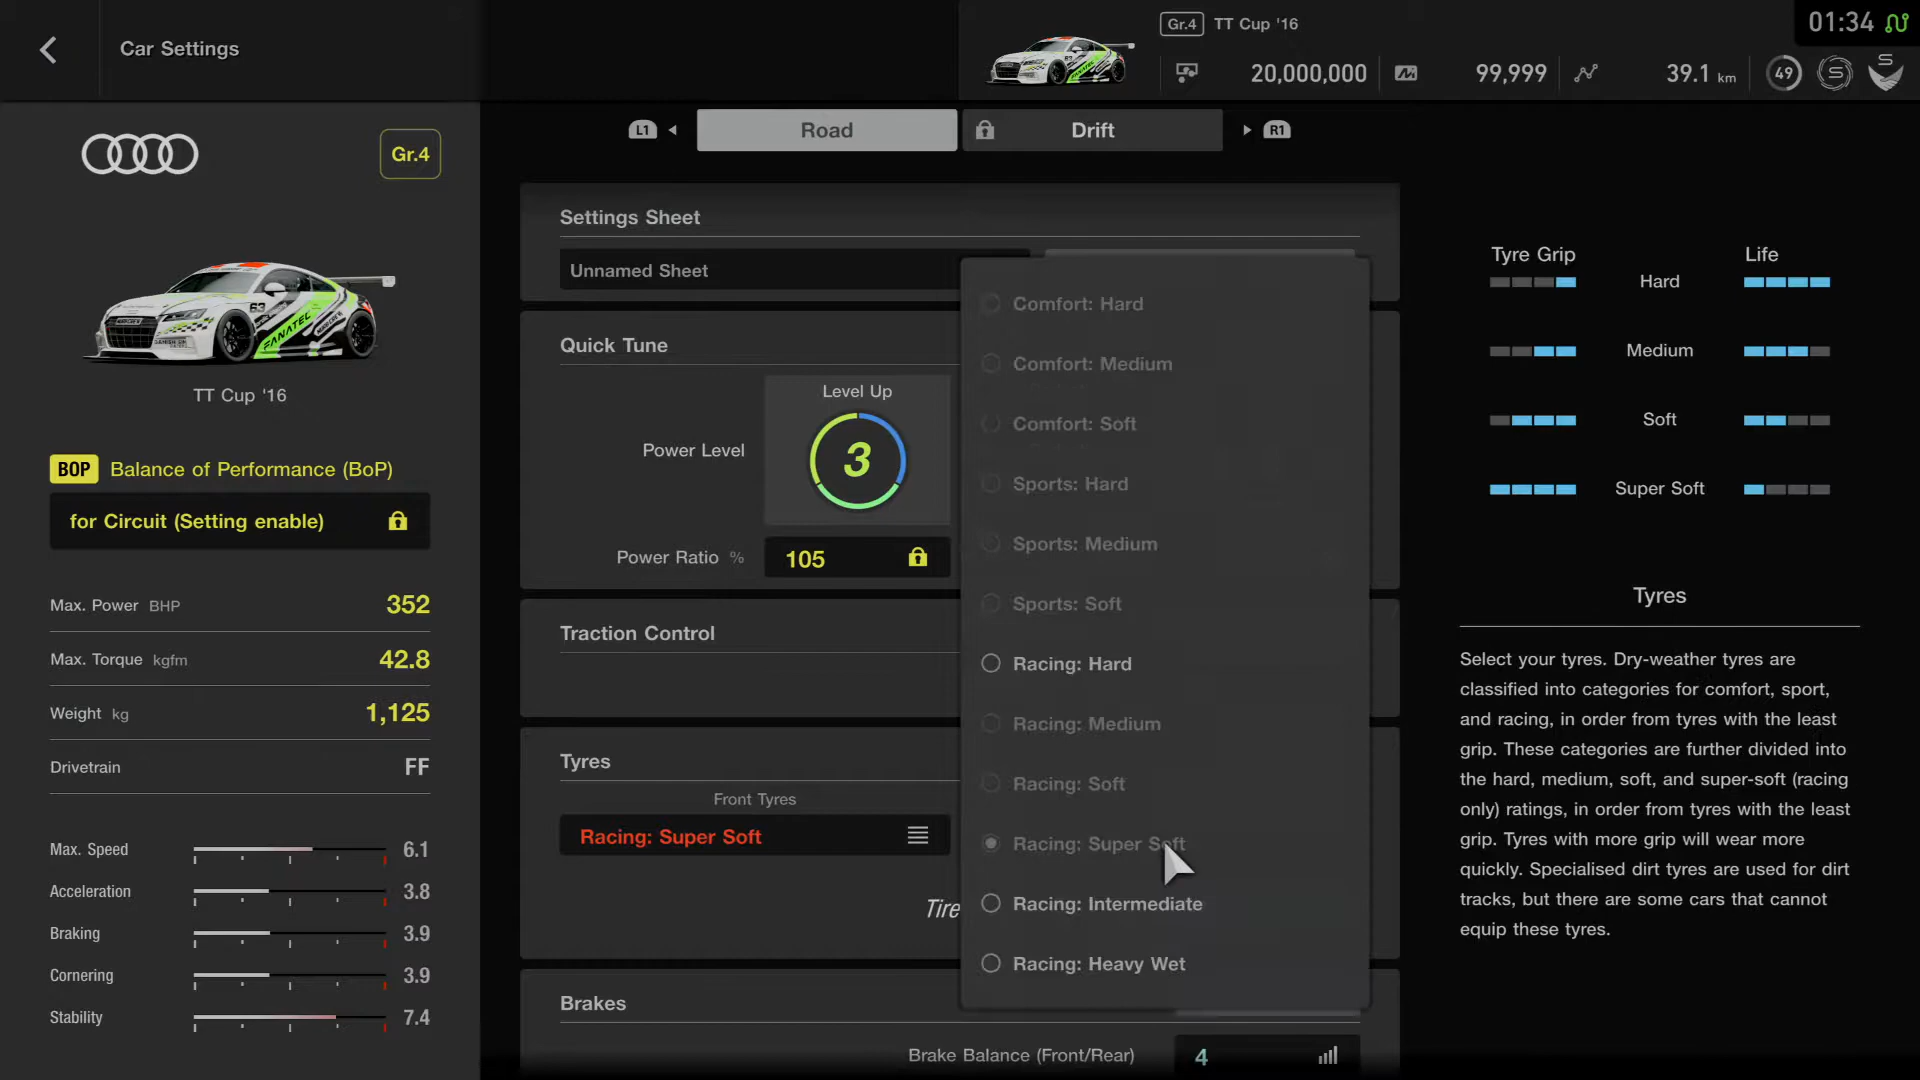 Car Settings
Gr.4 TT Cup '16
01:34
20,000,000
99,999
39.1 km
49
L1
Road
Drift
R1
Gr.4
63
FANATEC
TT Cup '16
BOP Balance of Performance (BoP)
for Circuit (Setting enable)
Max. Power BHP 352
Max. Torque kgfm 42.8
Weight kg 1,125
Drivetrain FF
Max. Speed 6.1
Acceleration 3.8
Braking 3.9
Cornering 3.9
Stability 7.4
Settings Sheet
Unnamed Sheet
Quick Tune
Level Up
Power Level
3
Power Ratio % 105
Traction Control
Tyres
Front Tyres
Racing: Super Soft
Tire
Brakes
Brake Balance (Front/Rear) 4
Comfort: Hard
Comfort: Medium
Comfort: Soft
Sports: Hard
Sports: Medium
Sports: Soft
Racing: Hard
Racing: Medium
Racing: Soft
Racing: Super Soft
Racing: Intermediate
Racing: Heavy Wet
Tyre Grip
Life
Hard
Medium
Soft
Super Soft
Tyres
Select your tyres. Dry-weather tyres are
classified into categories for comfort, sport,
and racing, in order from tyres with the least
grip. These categories are further divided into
the hard, medium, soft, and super-soft (racing
only) ratings, in order from tyres with the least
grip. Tyres with more grip will wear more
quickly. Specialised dirt tyres are used for dirt
tracks, but there are some cars that cannot
equip these tyres.